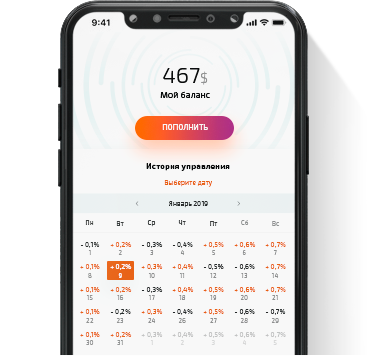 9:41
467$
Мой баланс
ПОПОЛНИТЬ
История управления
Выберите дату
‹ Январь 2019 ›
Пн Вт Ср Чт Пт Сб Вс
- 0,1% + 0,2% - 0,3% - 0,4% + 0,5% + 0,6% + 0,7%
1 2 3 4 5 6 7
+ 0,1% + 0,2% + 0,3% + 0,4% - 0,5% - 0,6% + 0,7%
8 9 10 11 12 13 14
+ 0,1% + 0,2% - 0,3% + 0,4% + 0,5% + 0,6% + 0,7%
15 16 17 18 19 20 21
+ 0,1% - 0,2% + 0,3% - 0,4% + 0,5% - 0,6% - 0,7%
22 23 24 25 26 27 28 29
+ 0,1% + 0,2% + 0,3% + 0,4% + 0,5% + 0,6% + 0,7%
30 31 1 2 3 4 5